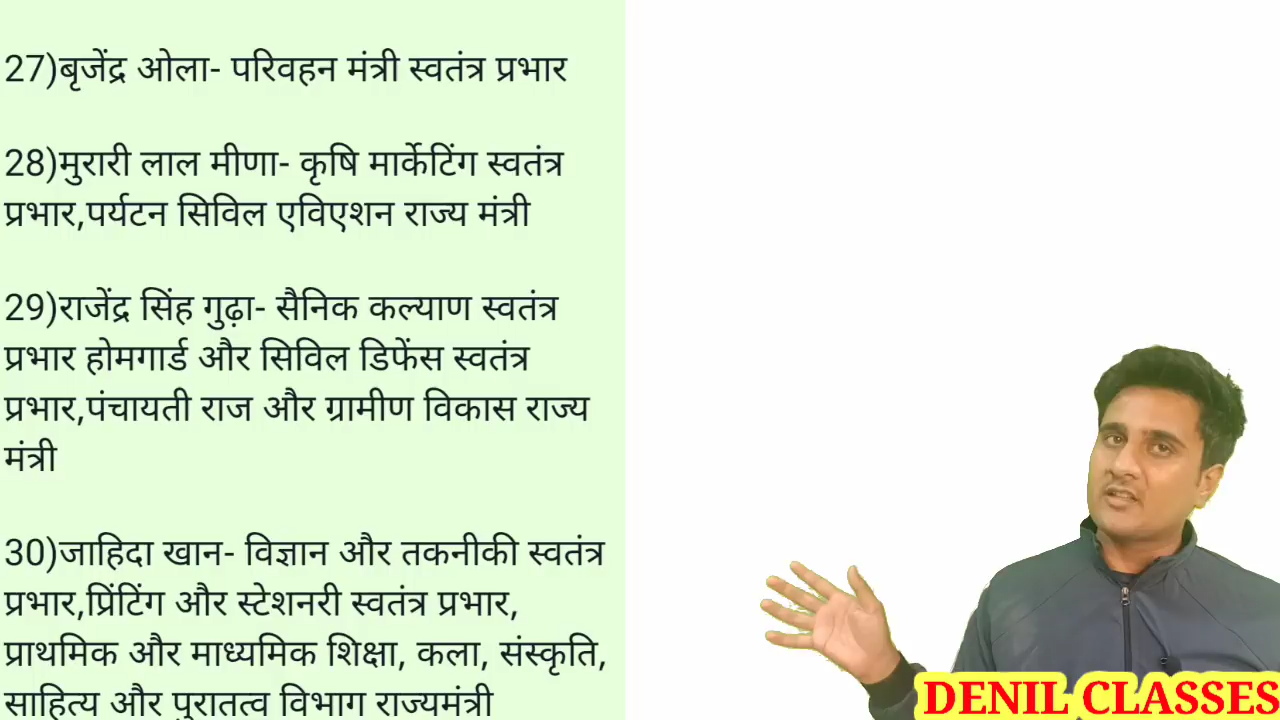 27)बृजेंद्र ओला- परिवहन मंत्री स्वतंत्र प्रभार
28)मुरारी लाल मीणा- कृषि मार्केटिंग स्वतंत्र
प्रभार,पर्यटन सिविल एविएशन राज्य मंत्री
29)राजेंद्र सिंह गुढ़ा- सैनिक कल्याण स्वतंत्र
प्रभार होमगार्ड और सिविल डिफेंस स्वतंत्र
प्रभार,पंचायती राज और ग्रामीण विकास राज्य
मंत्री
30)जाहिदा खान- विज्ञान और तकनीकी स्वतंत्र
प्रभार,प्रिंटिंग और स्टेशनरी स्वतंत्र प्रभार,
प्राथमिक और माध्यमिक शिक्षा, कला, संस्कृति,
साहित्य और पुरातत्व विभाग राज्यमंत्री
DENIL CLASSES